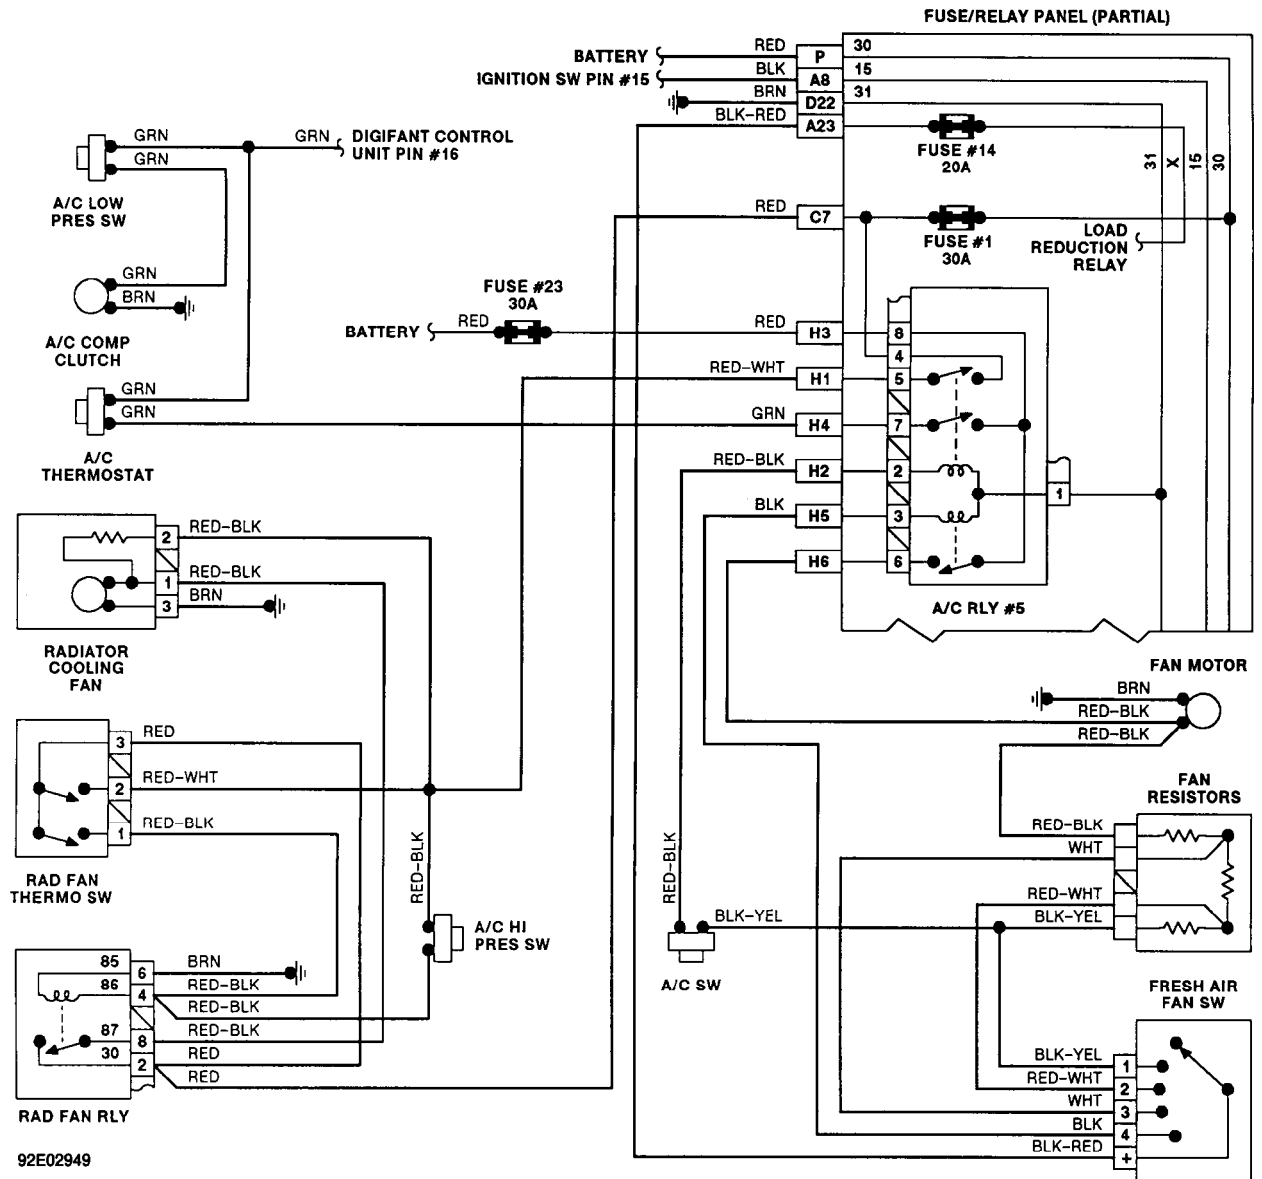 FUSE/RELAY PANEL (PARTIAL)
BATTERY RED P 30
IGNITION SW PIN #15 BLK A8 15
BRN D22 31
BLK-RED A23
FUSE #14
20A
31 X 15 30
GRN
GRN
GRN DIGIFANT CONTROL
UNIT PIN #16
A/C LOW
PRES SW
RED C7
FUSE #1
30A
LOAD
REDUCTION
RELAY
GRN
BRN
A/C COMP
CLUTCH
FUSE #23
30A
BATTERY RED RED H3 8
4
RED-WHT H1 5
GRN
GRN
A/C
THERMOSTAT
GRN H4 7
RED-BLK H2 2
1
BLK H5 3
H6 6
A/C RLY #5
2 RED-BLK
1 RED-BLK
3 BRN
RADIATOR
COOLING
FAN
FAN MOTOR
BRN
RED-BLK
RED-BLK
3 RED
2 RED-WHT
1 RED-BLK
RAD FAN
THERMO SW
FAN
RESISTORS
RED-BLK
WHT
RED-WHT
BLK-YEL
RED-BLK
A/C HI
PRES SW
RED-BLK
BLK-YEL
A/C SW
85 6 BRN
86 4 RED-BLK
RED-BLK
87 8 RED-BLK
30 2 RED
RED
RAD FAN RLY
FRESH AIR
FAN SW
BLK-YEL 1
RED-WHT 2
WHT 3
BLK 4
BLK-RED +
92E02949